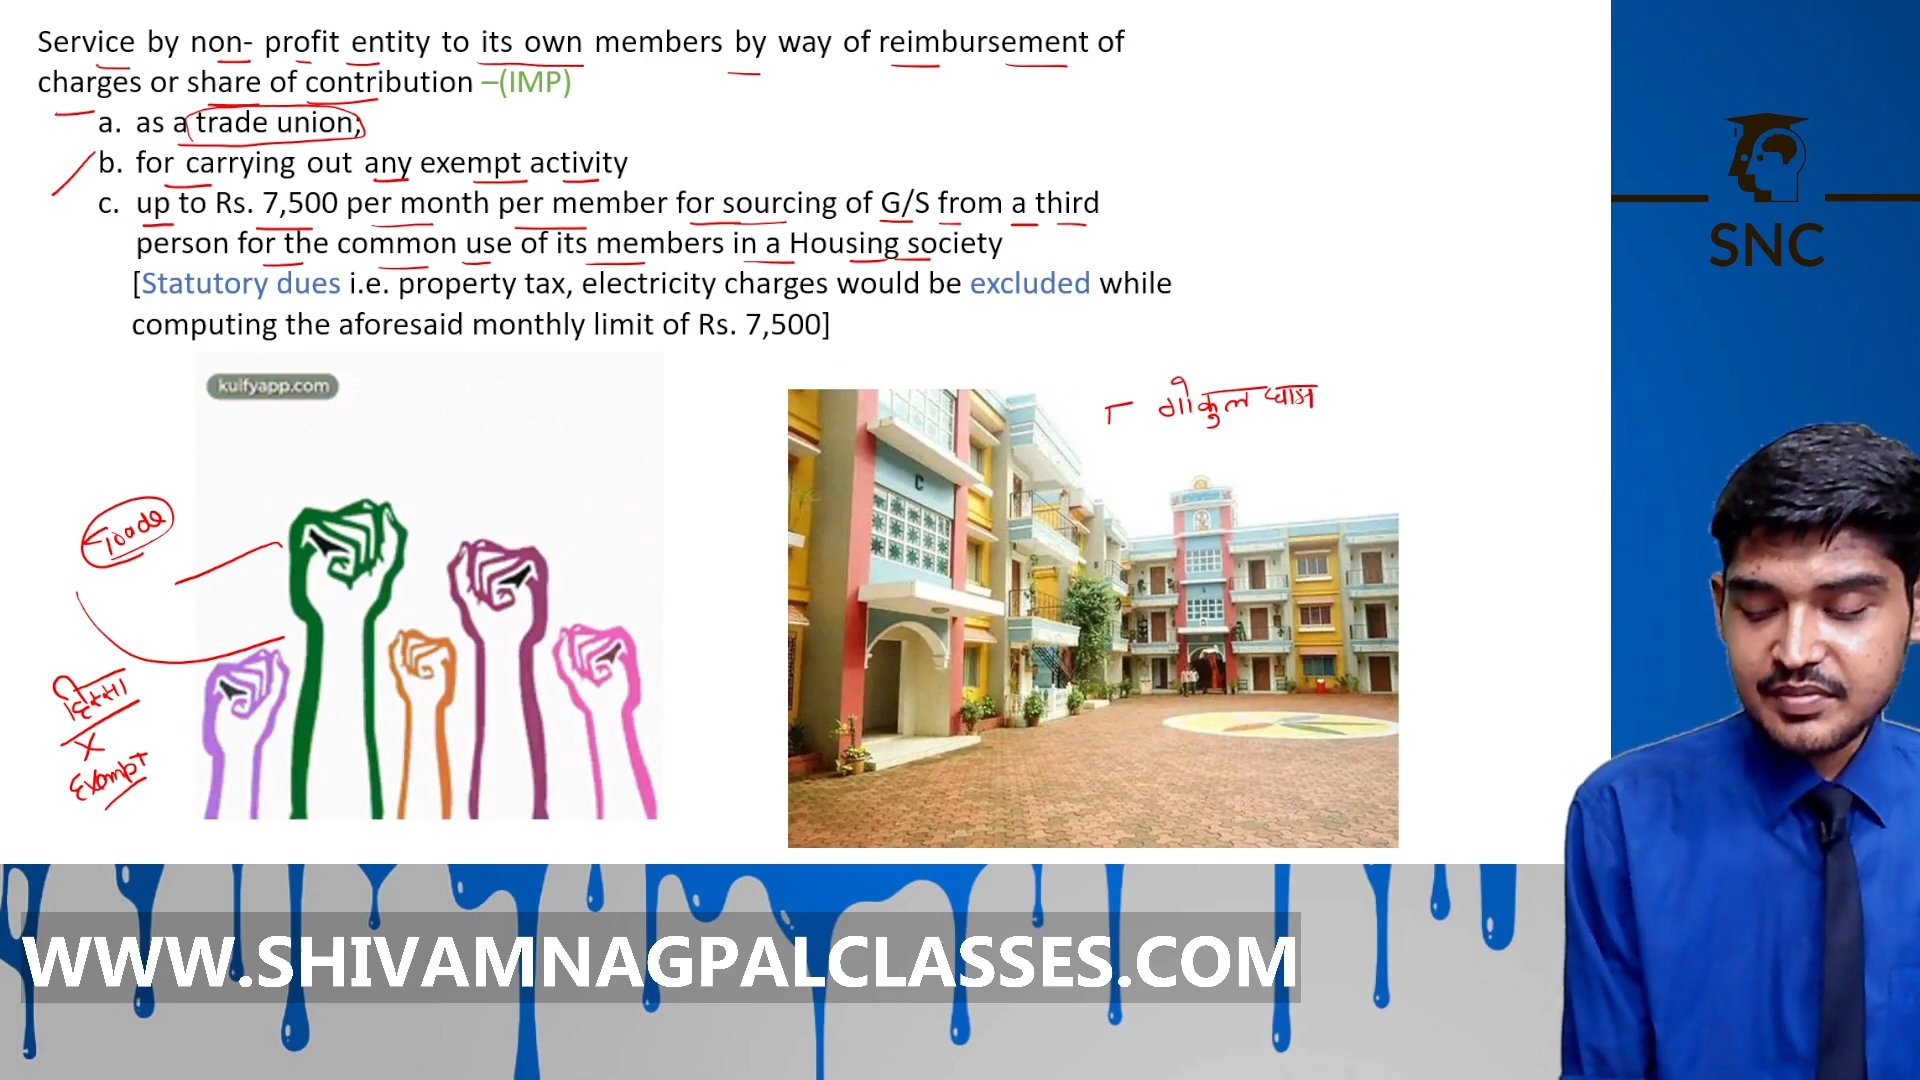 Service by non- profit entity to its own members by way of reimbursement of
charges or share of contribution –(IMP)
a. as a trade union;
b. for carrying out any exempt activity
c. up to Rs. 7,500 per month per member for sourcing of G/S from a third
person for the common use of its members in a Housing society
[Statutory dues i.e. property tax, electricity charges would be excluded while
computing the aforesaid monthly limit of Rs. 7,500]
kulfyapp.com
गोकुल धाम
C
Trade
हिस्सा
X
Exempt
SNC
WWW.SHIVAMNAGPALCLASSES.COM